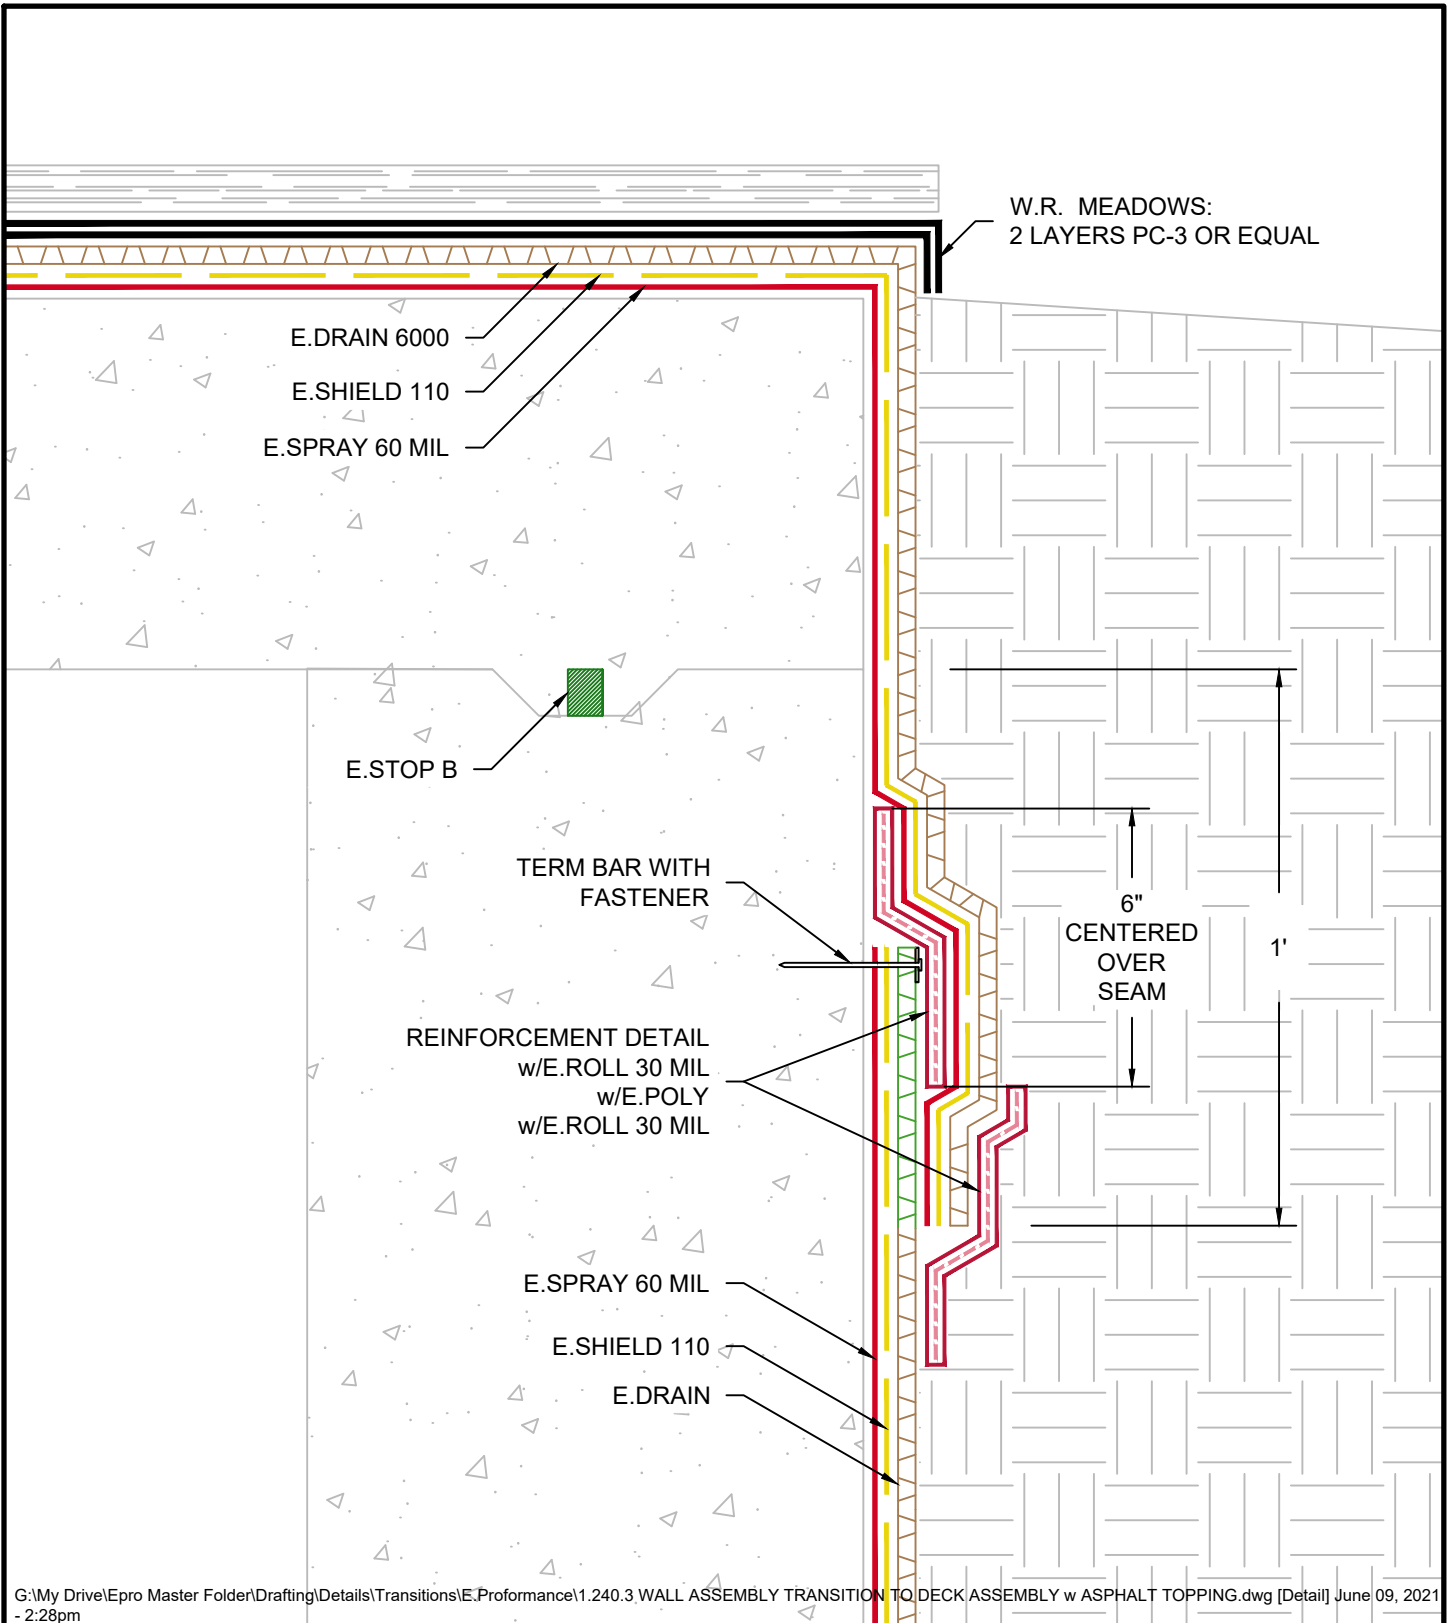 W.R. MEADOWS:
2 LAYERS PC-3 OR EQUAL
E.DRAIN 6000
E.SHIELD 110
E.SPRAY 60 MIL
E.STOP B
TERM BAR WITH
FASTENER
6"
CENTERED
OVER
SEAM
1'
REINFORCEMENT DETAIL
w/E.ROLL 30 MIL
w/E.POLY
w/E.ROLL 30 MIL
E.SPRAY 60 MIL
E.SHIELD 110
E.DRAIN
G:\My Drive\Epro Master Folder\Drafting\Details\Transitions\E.Proformance\1.240.3 WALL ASSEMBLY TRANSITION TO DECK ASSEMBLY w ASPHALT TOPPING.dwg [Detail] June 09, 2021
- 2:28pm